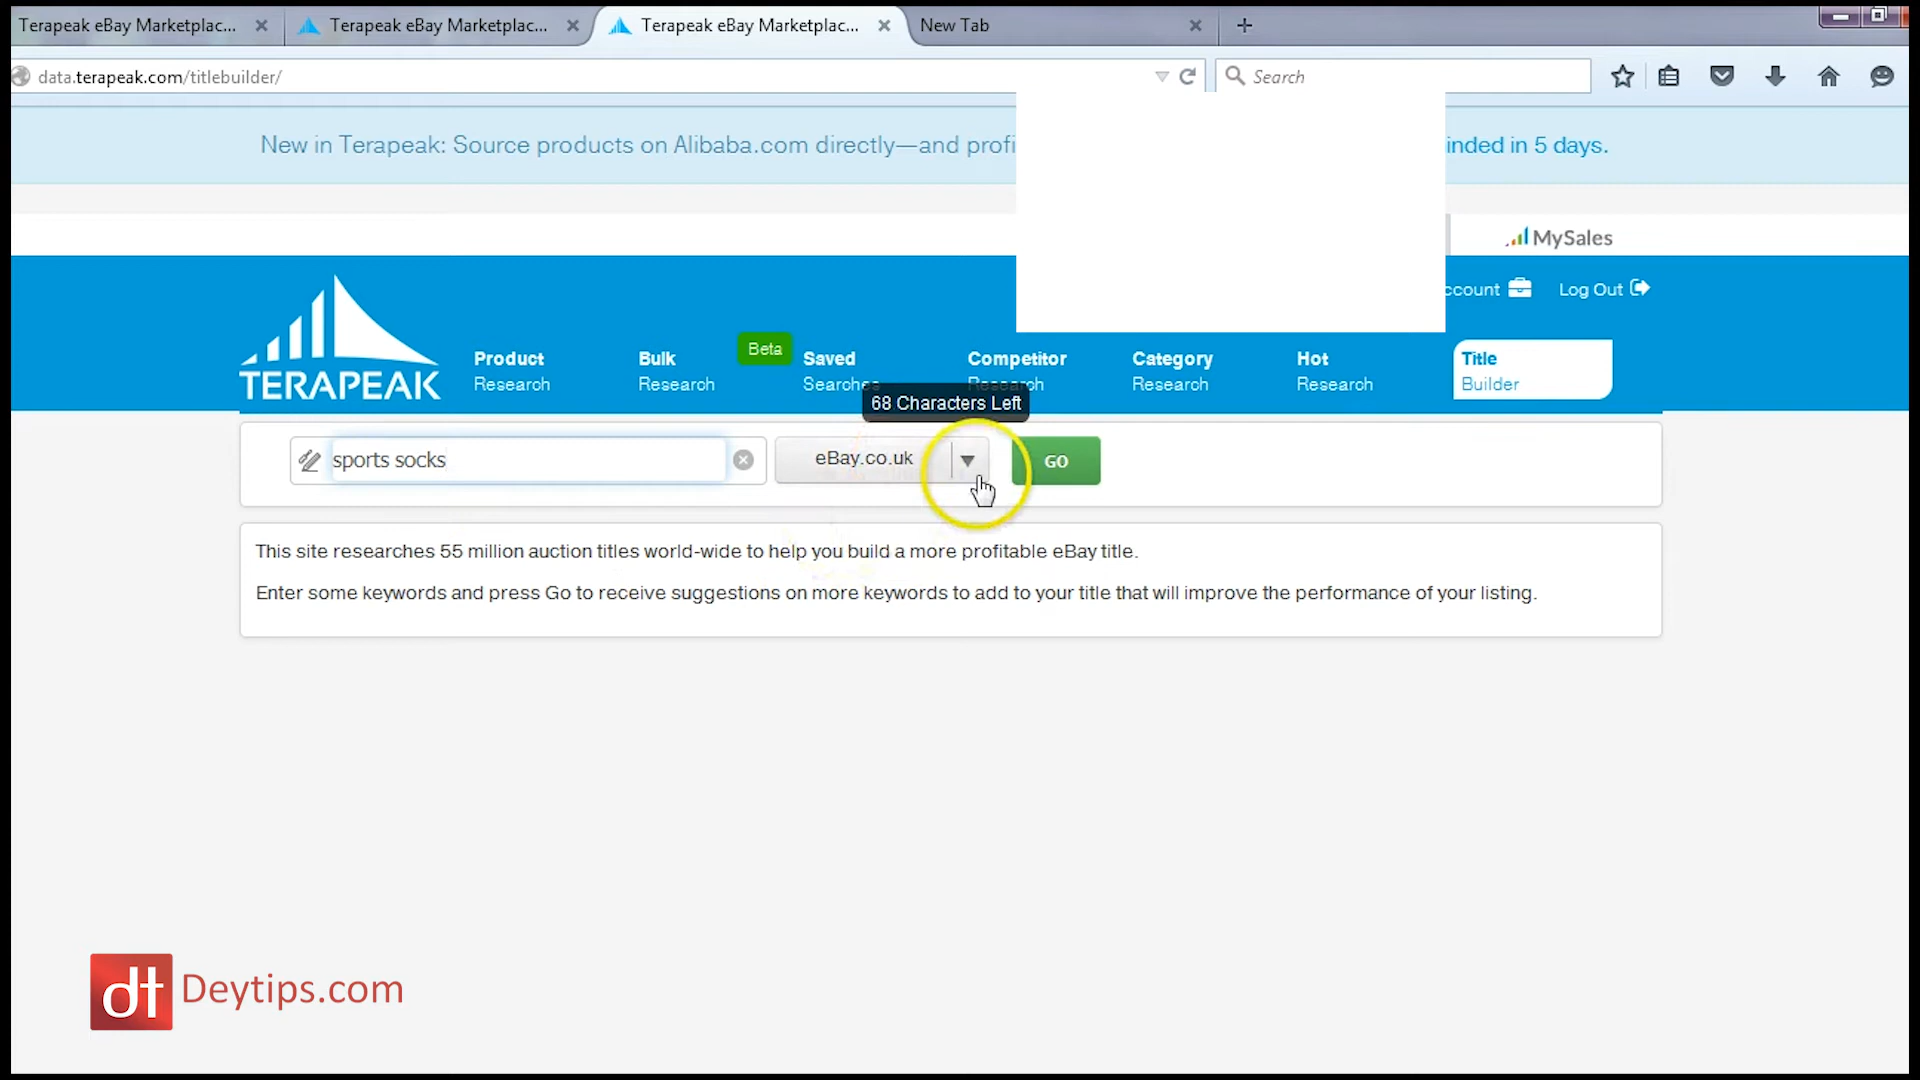 Terapeak eBay Marketplac...
Terapeak eBay Marketplac...
Terapeak eBay Marketplac...
New Tab
data.terapeak.com/titlebuilder/
Search
New in Terapeak: Source products on Alibaba.com directly—and profi
inded in 5 days.
MySales
ccount
Log Out
TERAPEAK
Product
Research
Bulk
Research
Beta
Saved
Searches
Competitor
Research
Category
Research
Hot
Research
Title
Builder
68 Characters Left
sports socks
eBay.co.uk
GO
This site researches 55 million auction titles world-wide to help you build a more profitable eBay title.
Enter some keywords and press Go to receive suggestions on more keywords to add to your title that will improve the performance of your listing.
dt Deytips.com